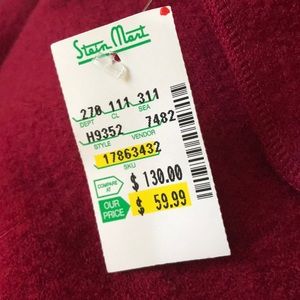 Stein Mart
278 111 311
DEPT CL SEA
H9352 7482
STYLE VENDOR
17863432
SKU
COMPARE AT $ 130.00
OUR PRICE $ 59.99